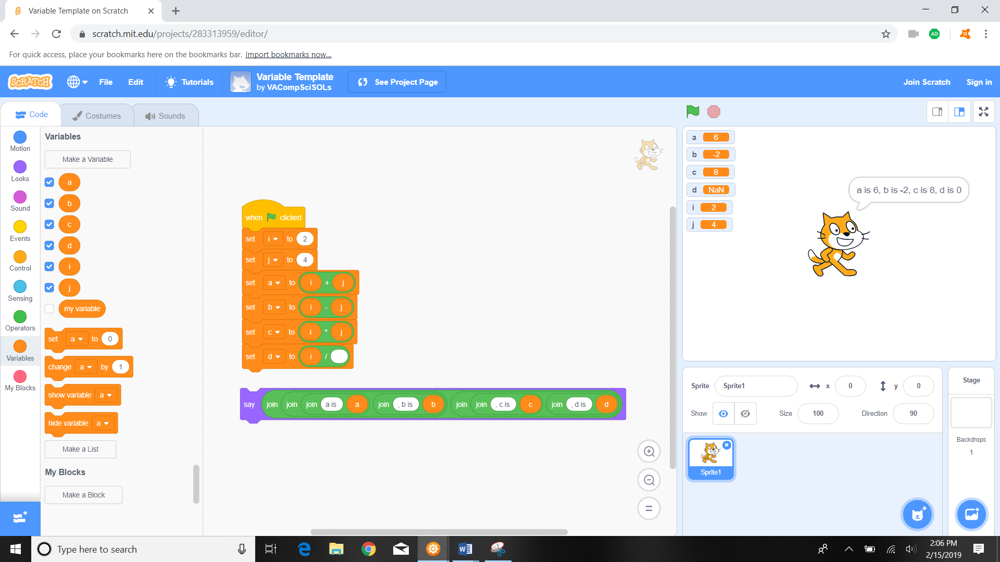 Variable Template on Scratch
scratch.mit.edu/projects/283313959/editor/
AD
a
For quick access, place your bookmarks here on the bookmarks bar. Import bookmarks now...
SCRATCH
File
Edit
Tutorials
Variable Template
by VACompSciSOLs
See Project Page
Join Scratch
Sign in
Code
Costumes
Sounds
Motion
Looks
Sound
Events
Control
Sensing
Operators
Variables
My Blocks
Variables
Make a Variable
a
b
c
d
i
j
my variable
set a to 0
change a by 1
show variable a
hide variable a
Make a List
My Blocks
Make a Block
when clicked
set i to 2
set j to 4
set a to i + j
set b to i - j
set c to i * j
set d to i /
say join join join a is a join , b is b join join , c is c join , d is d
a 6
b -2
c 8
d NaN
i 2
j 4
a is 6, b is -2, c is 8, d is 0
Sprite Sprite1 x 0 y 0
Show Size 100 Direction 90
Sprite1
Stage
Backdrops
1
Type here to search
W
2:06 PM
2/15/2019